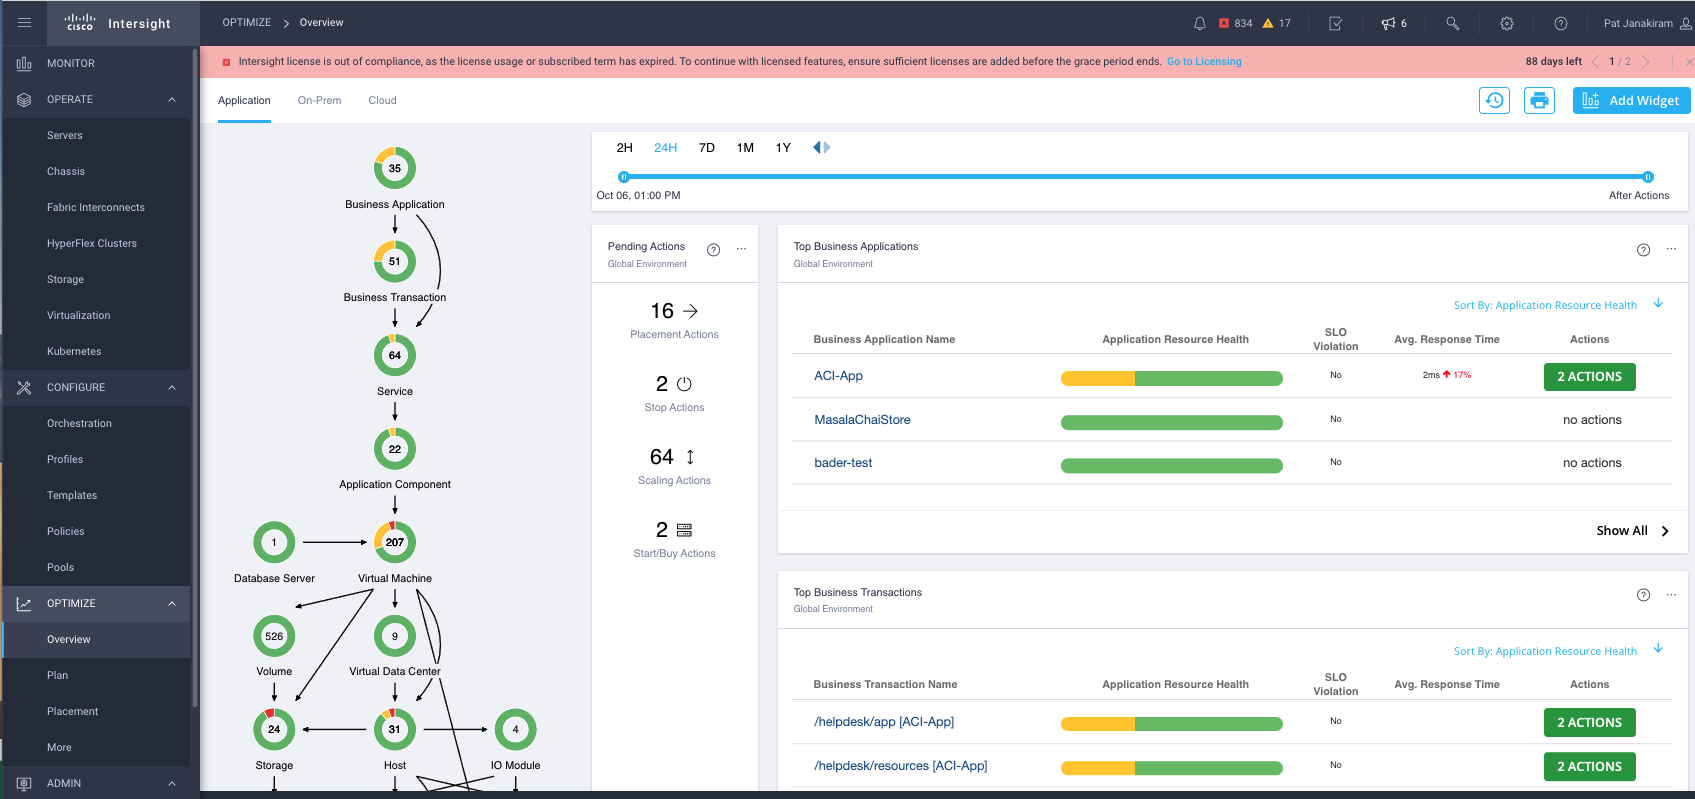 CISCO Intersight
OPTIMIZE > Overview
834 17
6
Pat Janakiram
Intersight license is out of compliance, as the license usage or subscribed term has expired. To continue with licensed features, ensure sufficient licenses are added before the grace period ends. Go to Licensing
88 days left 1 / 2
MONITOR
OPERATE
Servers
Chassis
Fabric Interconnects
HyperFlex Clusters
Storage
Virtualization
Kubernetes
CONFIGURE
Orchestration
Profiles
Templates
Policies
Pools
OPTIMIZE
Overview
Plan
Placement
More
ADMIN
Application On-Prem Cloud
Add Widget
35
Business Application
51
Business Transaction
64
Service
22
Application Component
1 207
Database Server Virtual Machine
526 9
Volume Virtual Data Center
24 31 4
Storage Host IO Module
2H 24H 7D 1M 1Y
Oct 06, 01:00 PM After Actions
Pending Actions
Global Environment
16
Placement Actions
2
Stop Actions
64
Scaling Actions
2
Start/Buy Actions
Top Business Applications
Global Environment
Sort By: Application Resource Health
Business Application Name Application Resource Health SLO Violation Avg. Response Time Actions
ACI-App No 2ms 17% 2 ACTIONS
MasalaChaiStore No no actions
bader-test No no actions
Show All
Top Business Transactions
Global Environment
Sort By: Application Resource Health
Business Transaction Name Application Resource Health SLO Violation Avg. Response Time Actions
/helpdesk/app [ACI-App] No 2 ACTIONS
/helpdesk/resources [ACI-App] No 2 ACTIONS